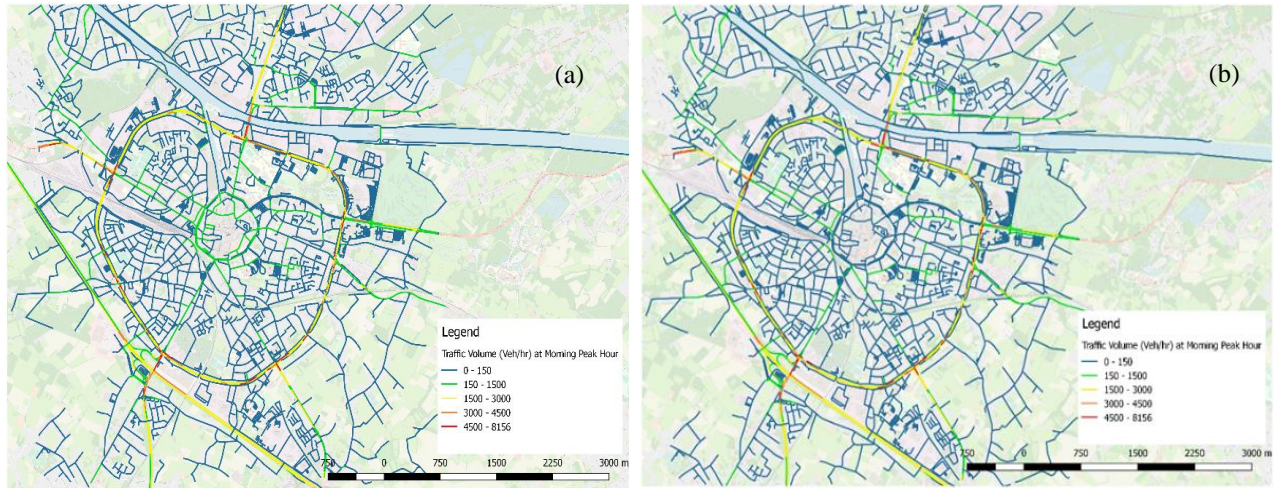 (a)
Legend
Traffic Volume (Veh/hr) at Morning Peak Hour
0 - 150
150 - 1500
1500 - 3000
3000 - 4500
4500 - 8156
750 0 750 1500 2250 3000 m
(b)
Legend
Traffic Volume (Veh/hr) at Morning Peak Hour
0 - 150
150 - 1500
1500 - 3000
3000 - 4500
4500 - 8156
750 0 750 1500 2250 3000 m